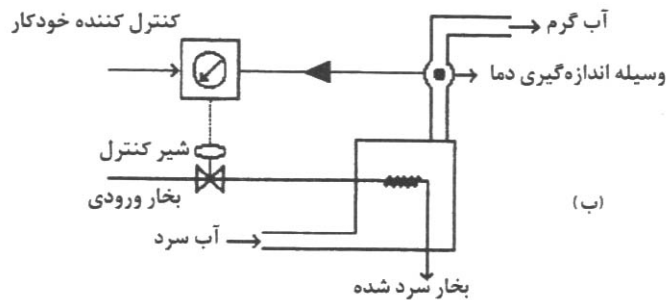 کنترل کننده خودکار
آب گرم
وسیله اندازه‌گیری دما
شیر کنترل
بخار ورودی
(ب)
آب سرد
بخار سرد شده